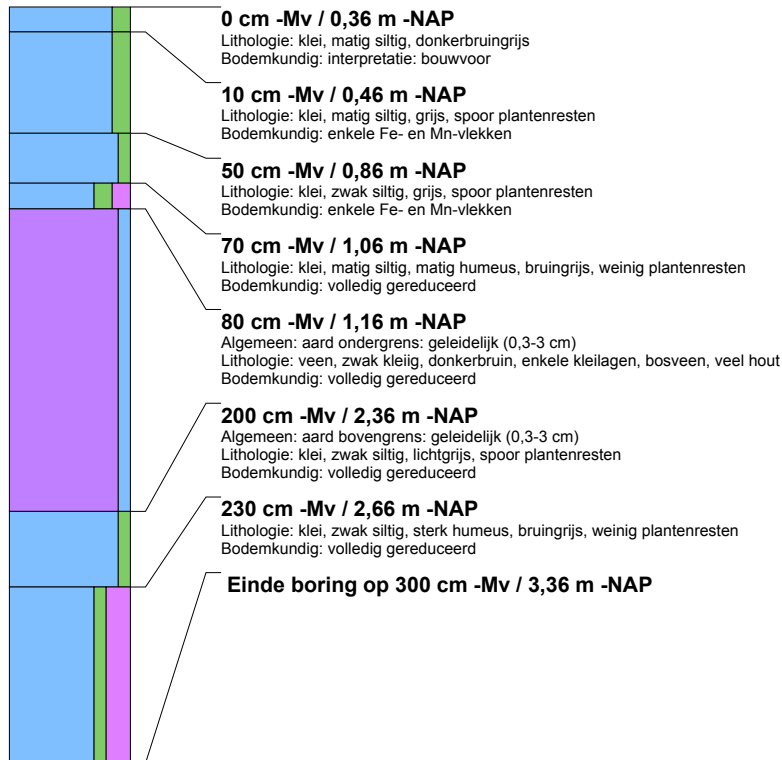 0 cm -Mv / 0,36 m -NAP
Lithologie: klei, matig siltig, donkerbruingrijs
Bodemkundig: interpretatie: bouwvoor
10 cm -Mv / 0,46 m -NAP
Lithologie: klei, matig siltig, grijs, spoor plantenresten
Bodemkundig: enkele Fe- en Mn-vlekken
50 cm -Mv / 0,86 m -NAP
Lithologie: klei, zwak siltig, grijs, spoor plantenresten
Bodemkundig: enkele Fe- en Mn-vlekken
70 cm -Mv / 1,06 m -NAP
Lithologie: klei, matig siltig, matig humeus, bruingrijs, weinig plantenresten
Bodemkundig: volledig gereduceerd
80 cm -Mv / 1,16 m -NAP
Algemeen: aard ondergrens: geleidelijk (0,3-3 cm)
Lithologie: veen, zwak kleiig, donkerbruin, enkele kleilagen, bosveen, veel hout
Bodemkundig: volledig gereduceerd
200 cm -Mv / 2,36 m -NAP
Algemeen: aard bovengrens: geleidelijk (0,3-3 cm)
Lithologie: klei, zwak siltig, lichtgrijs, spoor plantenresten
Bodemkundig: volledig gereduceerd
230 cm -Mv / 2,66 m -NAP
Lithologie: klei, zwak siltig, sterk humeus, bruingrijs, weinig plantenresten
Bodemkundig: volledig gereduceerd
Einde boring op 300 cm -Mv / 3,36 m -NAP